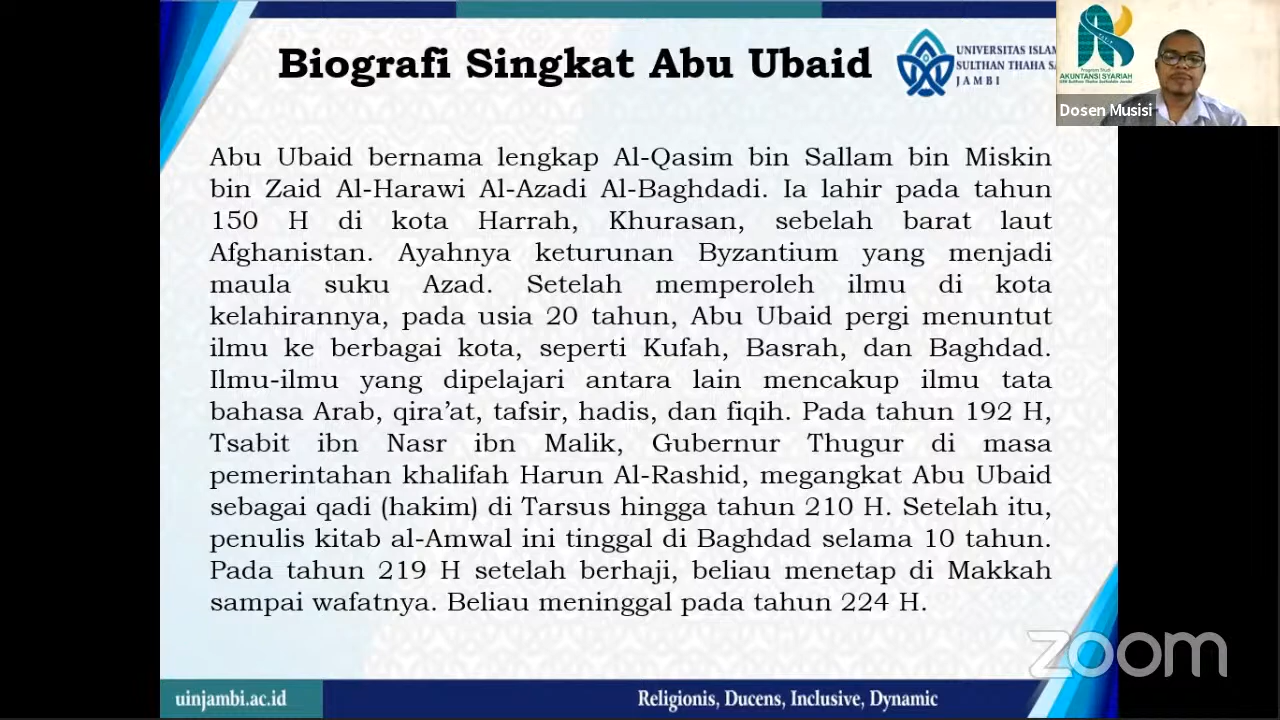 Biografi Singkat Abu Ubaid
UNIVERSITAS ISLAM
SULTHAN THAHA SA
JAMBI
Program Studi
AKUNTANSI SYARIAH
Dosen Musisi
Abu Ubaid bernama lengkap Al-Qasim bin Sallam bin Miskin
bin Zaid Al-Harawi Al-Azadi Al-Baghdadi. Ia lahir pada tahun
150 H di kota Harrah, Khurasan, sebelah barat laut
Afghanistan. Ayahnya keturunan Byzantium yang menjadi
maula suku Azad. Setelah memperoleh ilmu di kota
kelahirannya, pada usia 20 tahun, Abu Ubaid pergi menuntut
ilmu ke berbagai kota, seperti Kufah, Basrah, dan Baghdad.
Ilmu-ilmu yang dipelajari antara lain mencakup ilmu tata
bahasa Arab, qira’at, tafsir, hadis, dan fiqih. Pada tahun 192 H,
Tsabit ibn Nasr ibn Malik, Gubernur Thugur di masa
pemerintahan khalifah Harun Al-Rashid, megangkat Abu Ubaid
sebagai qadi (hakim) di Tarsus hingga tahun 210 H. Setelah itu,
penulis kitab al-Amwal ini tinggal di Baghdad selama 10 tahun.
Pada tahun 219 H setelah berhaji, beliau menetap di Makkah
sampai wafatnya. Beliau meninggal pada tahun 224 H.
zoom
uinjambi.ac.id
Religionis, Ducens, Inclusive, Dynamic